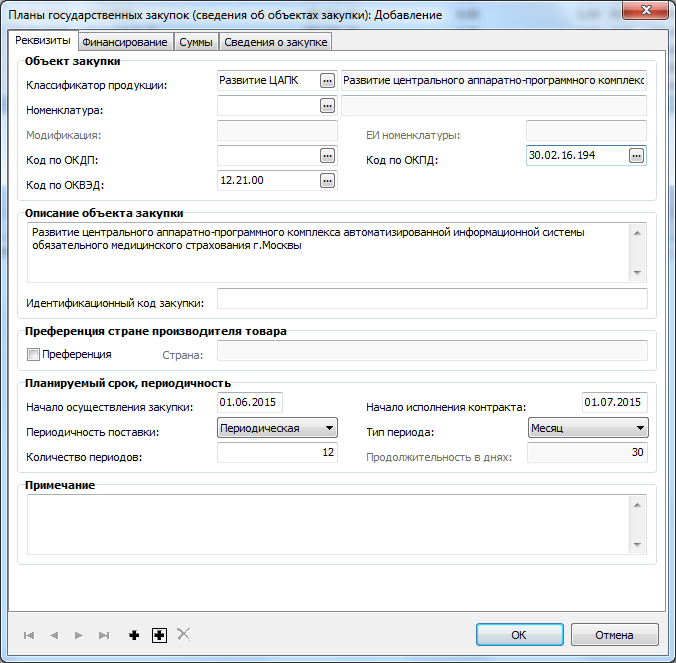 Планы государственных закупок (сведения об объектах закупки): Добавление
Реквизиты Финансирование Суммы Сведения о закупке
Объект закупки
Классификатор продукции: Развитие ЦАПК ... Развитие центрального аппаратно-программного комплекс
Номенклатура: ...
Модификация: ЕИ номенклатуры:
Код по ОКДП: ... Код по ОКПД: 30.02.16.194 ...
Код по ОКВЭД: 12.21.00 ...
Описание объекта закупки
Развитие центрального аппаратно-программного комплекса автоматизированной информационной системы
обязательного медицинского страхования г.Москвы
Идентификационный код закупки:
Преференция стране производителя товара
Преференция Страна:
Планируемый срок, периодичность
Начало осуществления закупки: 01.06.2015 Начало исполнения контракта: 01.07.2015
Периодичность поставки: Периодическая Тип периода: Месяц
Количество периодов: 12 Продолжительность в днях: 30
Примечание
ОК Отмена